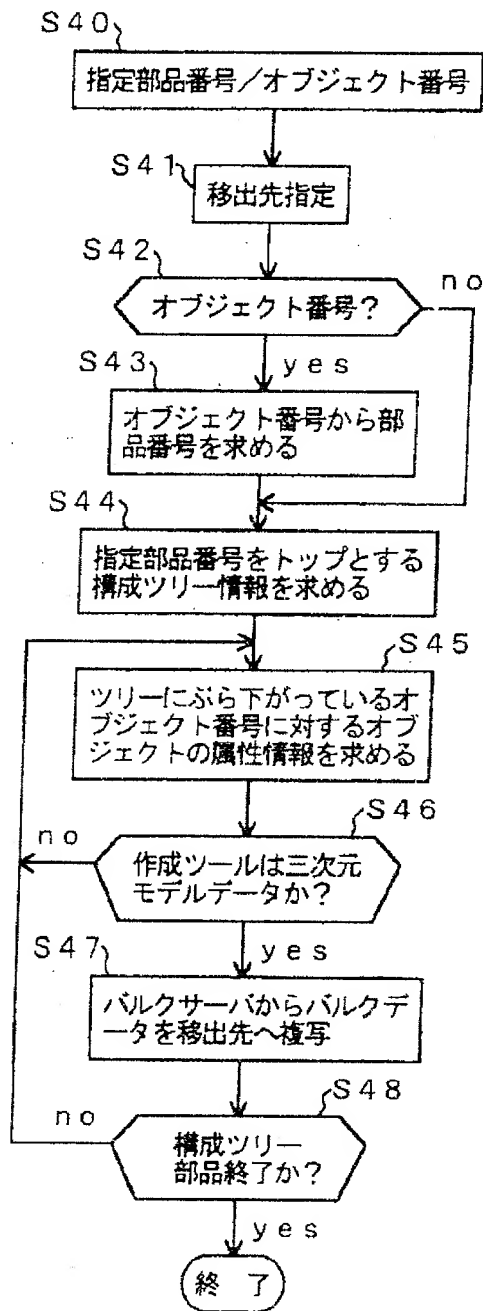 S40
指定部品番号/オブジェクト番号
S41
移出先指定
S42
オブジェクト番号?
no
yes
S43
オブジェクト番号から部
品番号を求める
S44
指定部品番号をトップとする
構成ツリー情報を求める
S45
ツリーにぶら下がっているオ
ブジェクト番号に対するオブ
ジェクトの属性情報を求める
S46
no
作成ツールは三次元
モデルデータか?
yes
S47
バルクサーバからバルクデ
ータを移出先へ複写
S48
no
構成ツリー
部品終了か?
yes
終 了